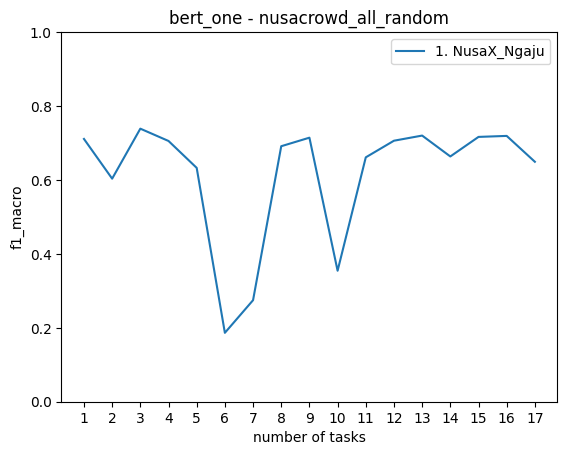 bert_one - nusacrowd_all_random
1. NusaX_Ngaju
f1_macro
1.0
0.8
0.6
0.4
0.2
0.0
1 2 3 4 5 6 7 8 9 10 11 12 13 14 15 16 17
number of tasks